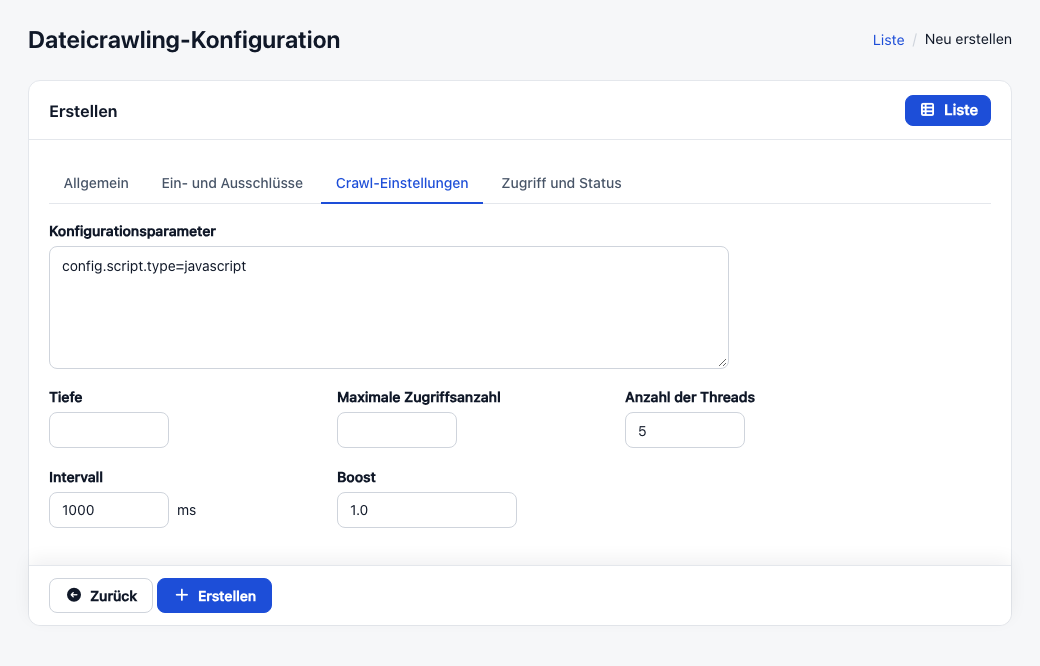 Dateicrawling-Konfiguration
Liste / Neu erstellen
Erstellen
Liste
Allgemein Ein- und Ausschlüsse Crawl-Einstellungen Zugriff und Status
Konfigurationsparameter
config.script.type=javascript
Tiefe Maximale Zugriffsanzahl Anzahl der Threads
5
Intervall Boost
1000 ms 1.0
Zurück Erstellen